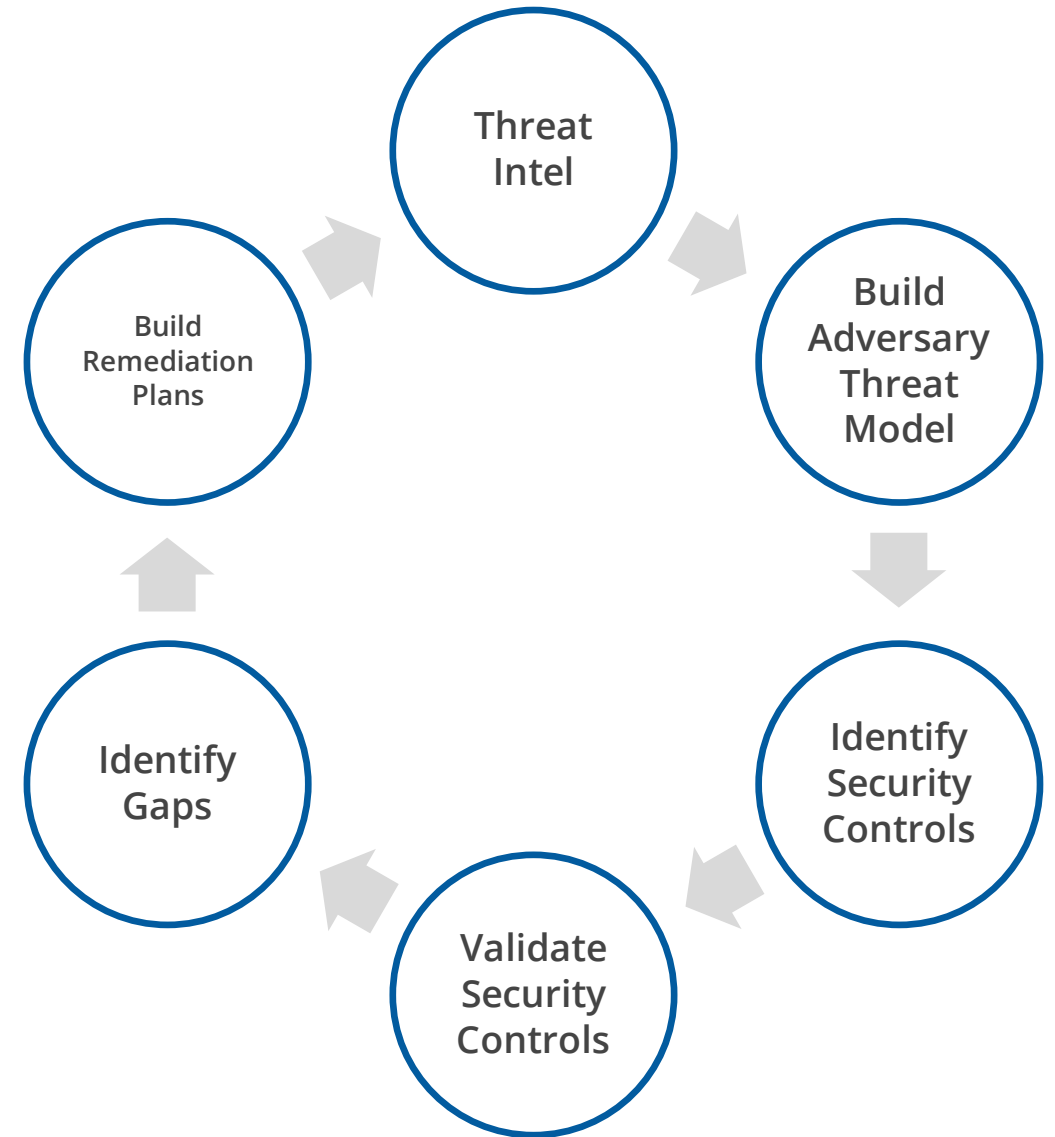 Threat
Intel
Build
Adversary
Threat
Model
Identify
Security
Controls
Validate
Security
Controls
Identify
Gaps
Build
Remediation
Plans